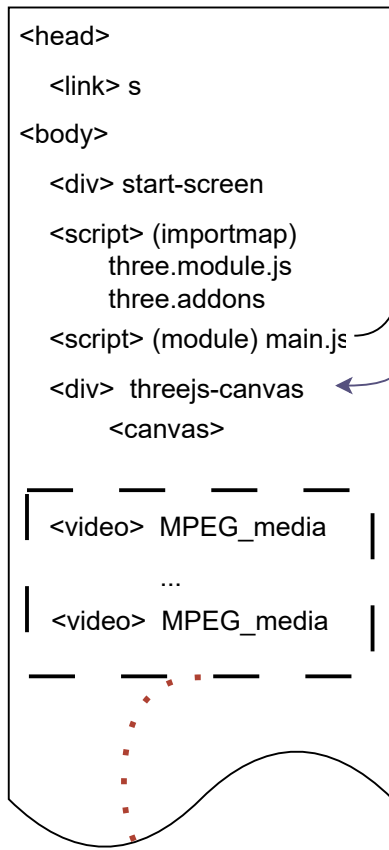 <head>
<link> s
<body>
<div> start-screen
<script> (importmap)
three.module.js
three.addons
<script> (module) main.js
<div> threejs-canvas
<canvas>
<video> MPEG_media
...
<video> MPEG_media